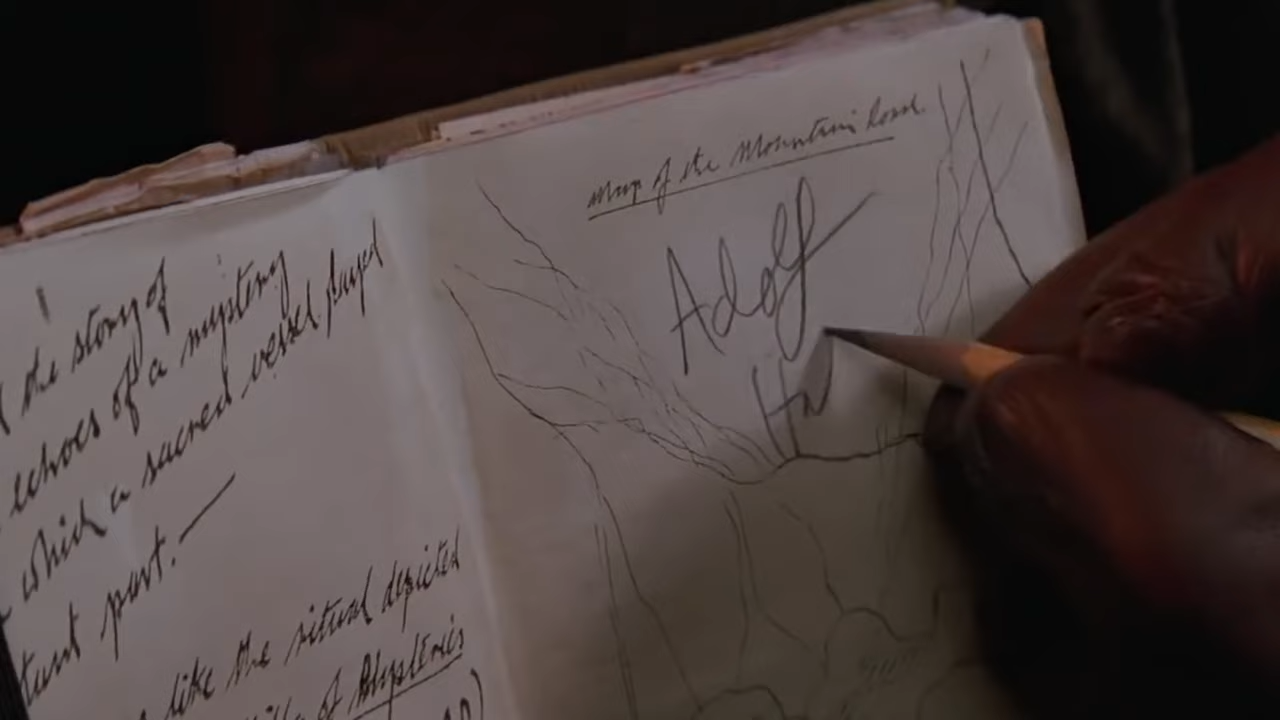 the story of
echoes of a mystery
which a sacred vessel played
part.
like the ritual depicted
of Mysteries
Map of the Mountain Road
Adolf